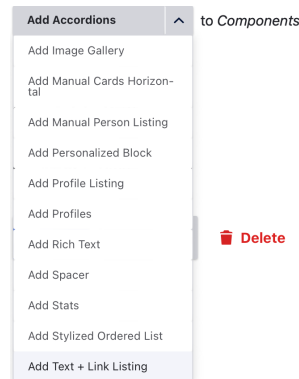 Add Accordions to Components
Add Image Gallery
Add Manual Cards Horizon-
tal
Add Manual Person Listing
Add Personalized Block
Add Profile Listing
Add Profiles
Add Rich Text
Delete
Add Spacer
Add Stats
Add Stylized Ordered List
Add Text + Link Listing